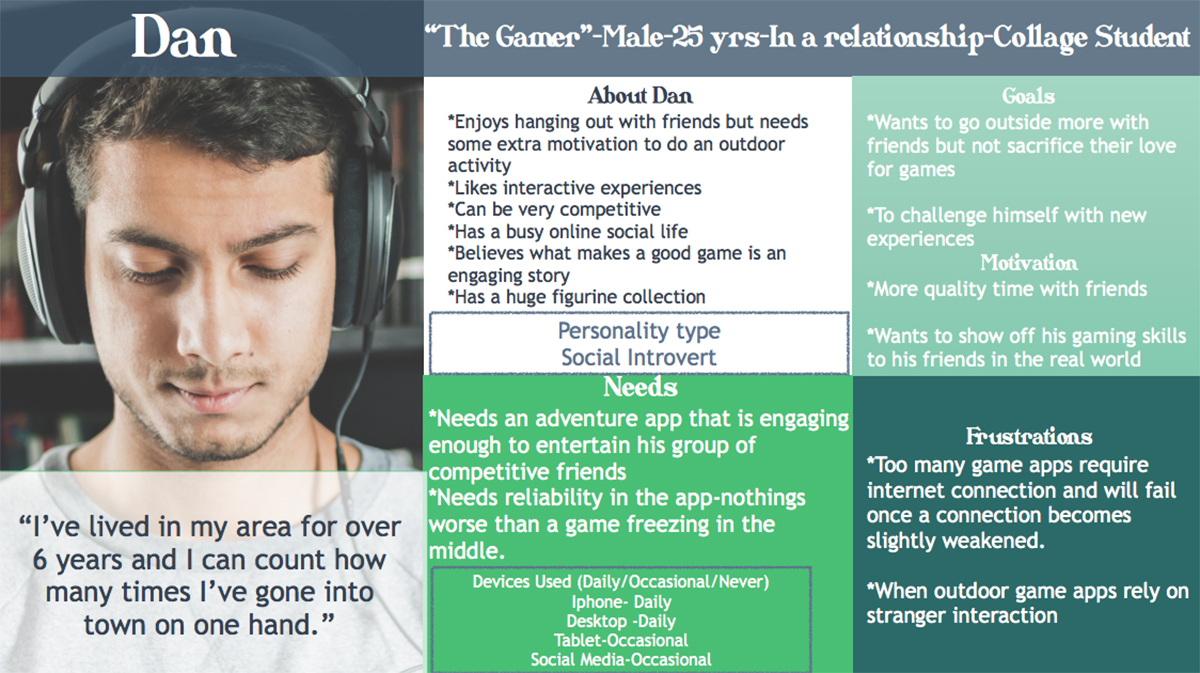 Dan
“The Gamer”-Male-25 yrs-In a relationship-Collage Student
“I’ve lived in my area for over
6 years and I can count how
many times I’ve gone into
town on one hand.”
About Dan
*Enjoys hanging out with friends but needs
some extra motivation to do an outdoor
activity
*Likes interactive experiences
*Can be very competitive
*Has a busy online social life
*Believes what makes a good game is an
engaging story
*Has a huge figurine collection
Personality type
Social Introvert
Needs
*Needs an adventure app that is engaging
enough to entertain his group of
competitive friends
*Needs reliability in the app-nothings
worse than a game freezing in the
middle.
Devices Used (Daily/Occasional/Never)
Iphone- Daily
Desktop -Daily
Tablet-Occasional
Social Media-Occasional
Goals
*Wants to go outside more with
friends but not sacrifice their love
for games
*To challenge himself with new
experiences
Motivation
*More quality time with friends
*Wants to show off his gaming skills
to his friends in the real world
Frustrations
*Too many game apps require
internet connection and will fail
once a connection becomes
slightly weakened.
*When outdoor game apps rely on
stranger interaction